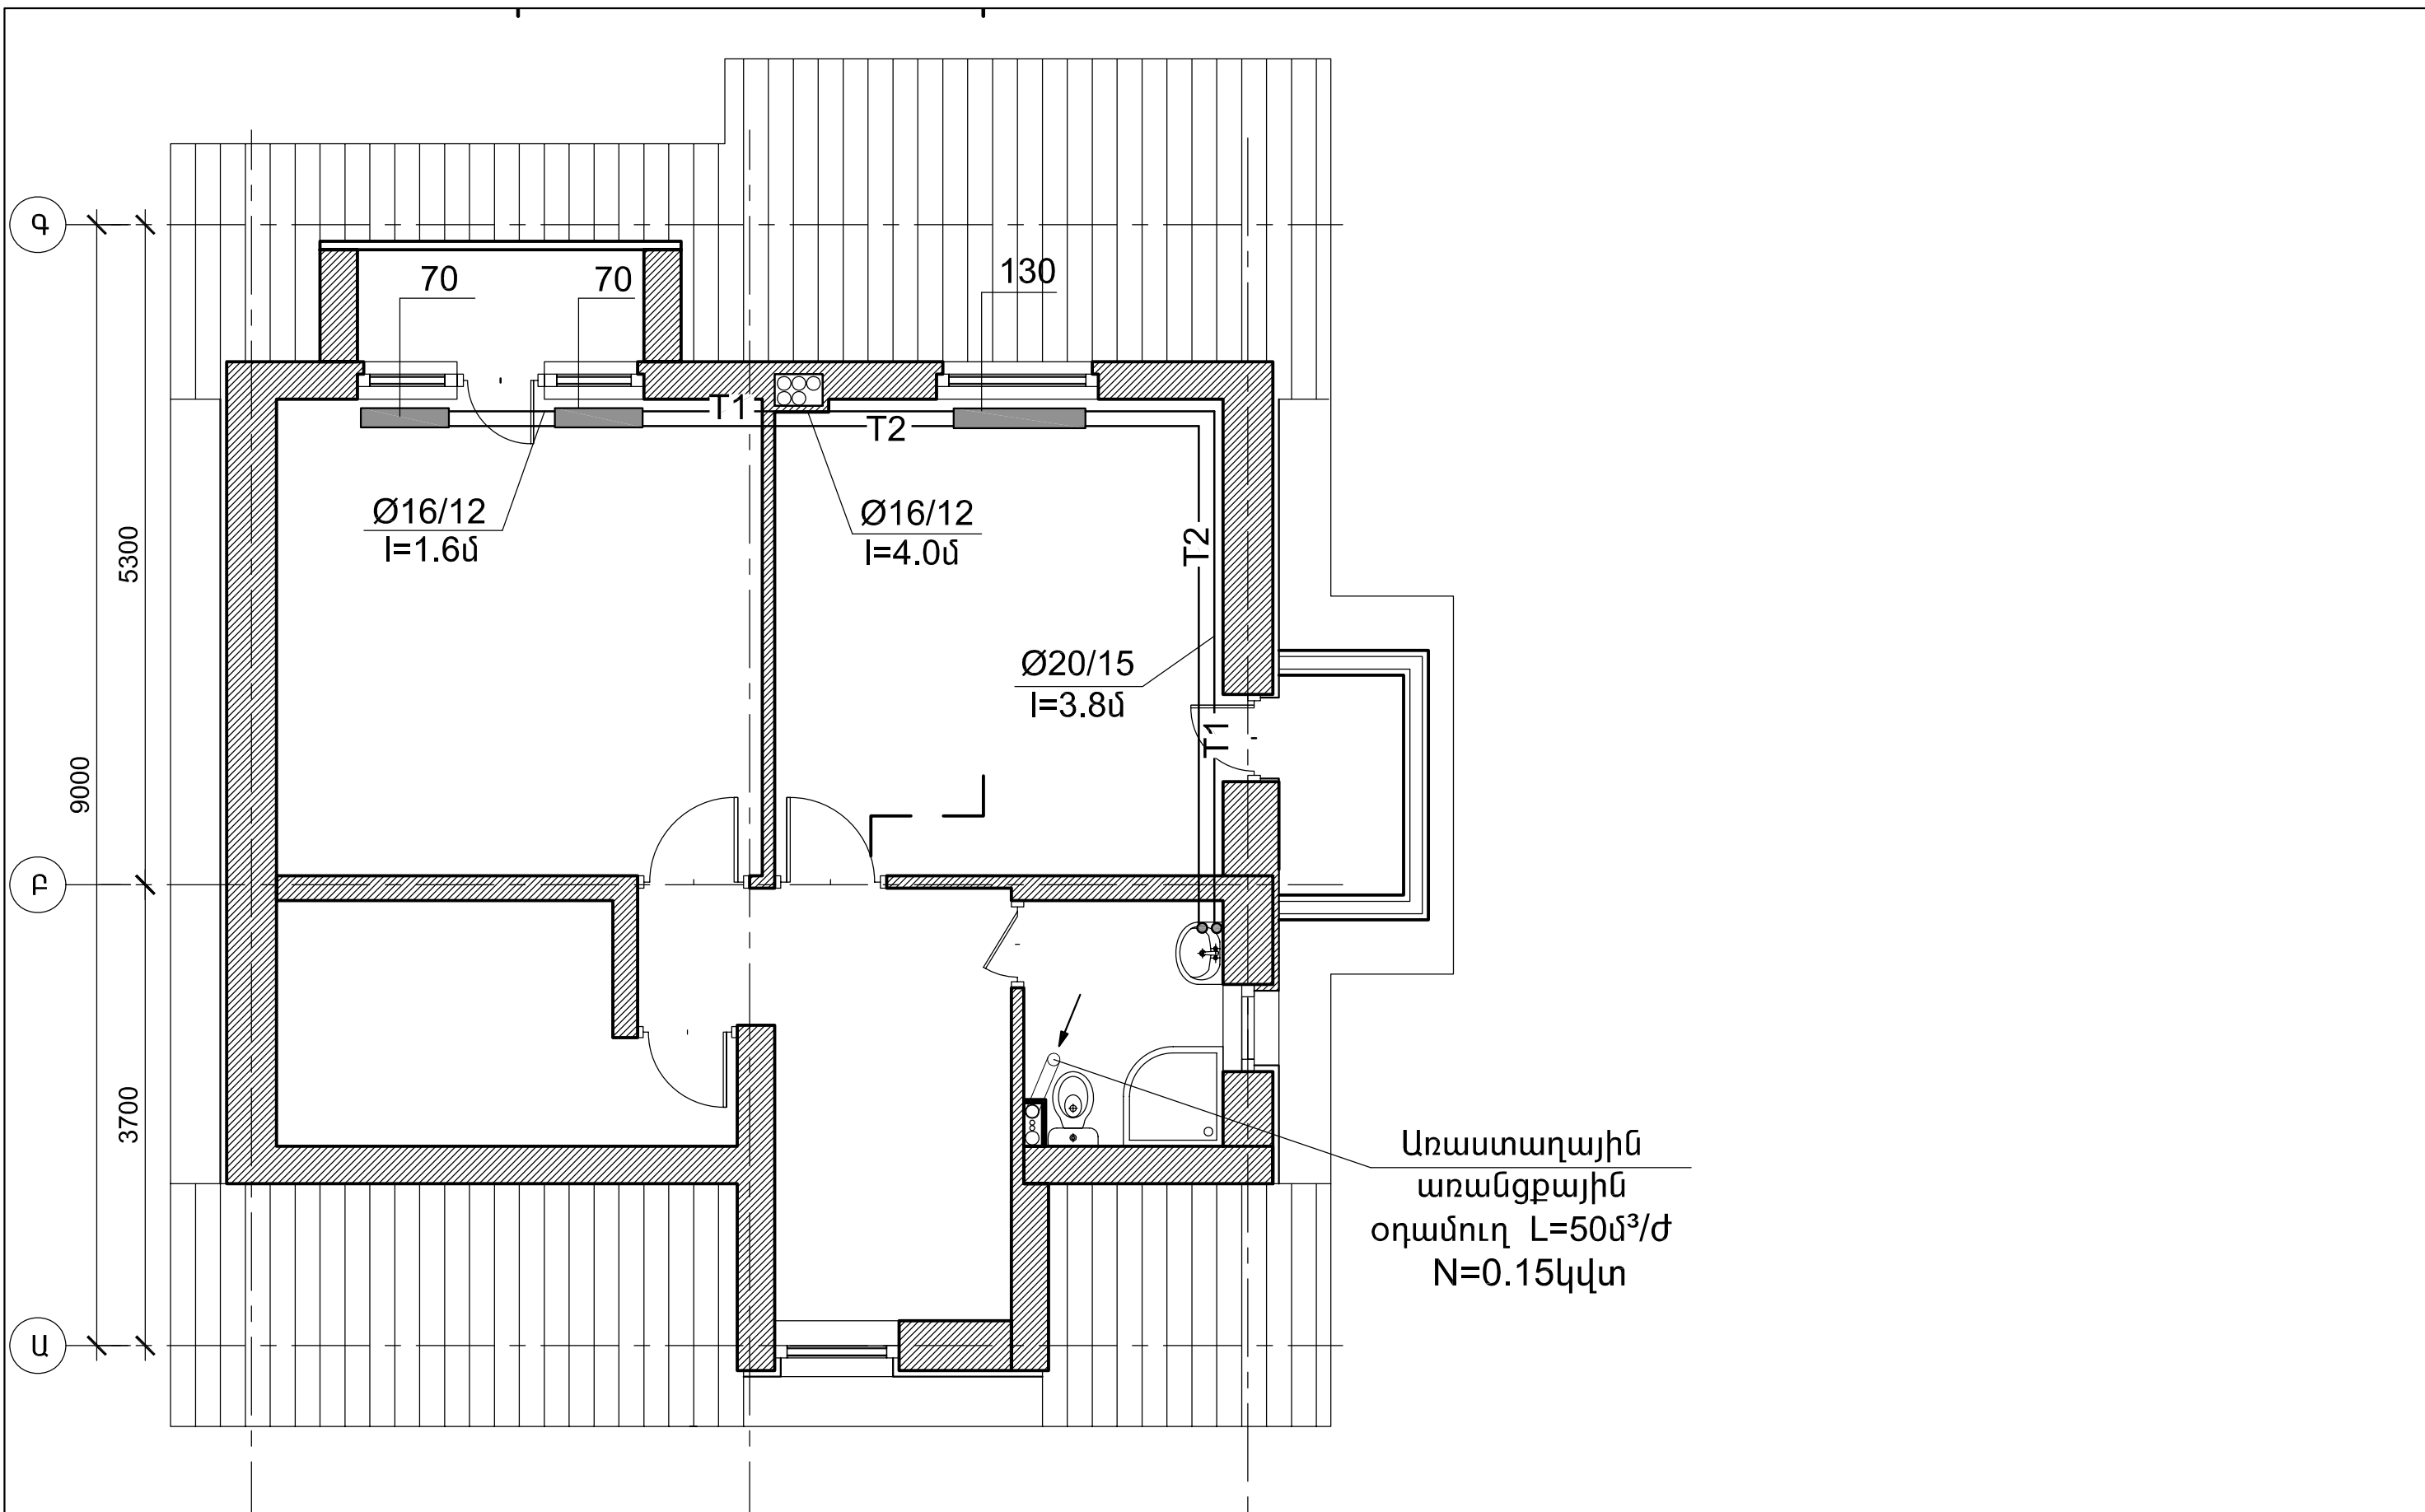 Գ
70
70
130
T1
T2
Ø16/12
l=1.6մ
Ø16/12
l=4.0մ
T2
5300
Ø20/15
l=3.8մ
T1
9000
Բ
3700
Առաստաղային
առանցքային
օդամուղ L=50մ³/ժ
N=0.15կվտ
Ա